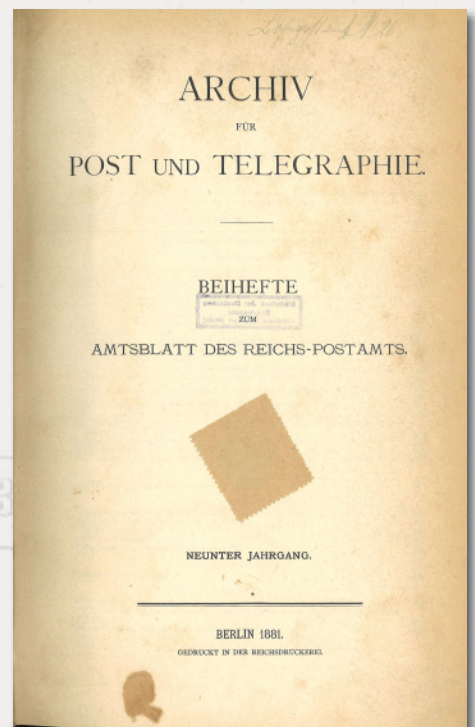 ARCHIV
FÜR
POST UND TELEGRAPHIE.
BEIHEFTE
ZUM
AMTSBLATT DES REICHS-POSTAMTS.
NEUNTER JAHRGANG.
BERLIN 1881.
GEDRUCKT IN DER REICHSDRUCKEREI.